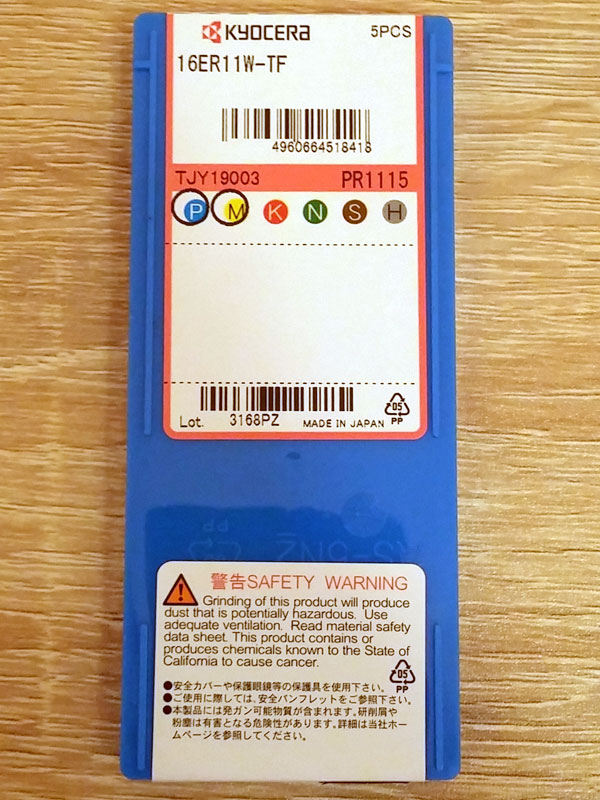 KYOCERA 5PCS
16ER11W-TF
4960664518418
TJY19003 PR1115
P M K N S H
Lot. 3168PZ MADE IN JAPAN
05
PP
警告SAFETY WARNING
Grinding of this product will produce
dust that is potentially hazardous. Use
adequate ventilation. Read material safety
data sheet. This product contains or
produces chemicals known to the State of
California to cause cancer.
05
PP
●安全カバーや保護眼鏡等の保護具を使用下さい。
●ご使用に際しては、安全パンフレットをご参照下さい。
●本製品には発ガン可能物質が含まれます。研削屑や
粉塵は有害となる危険性があります。詳細は当社ホー
ムページを参照してください。